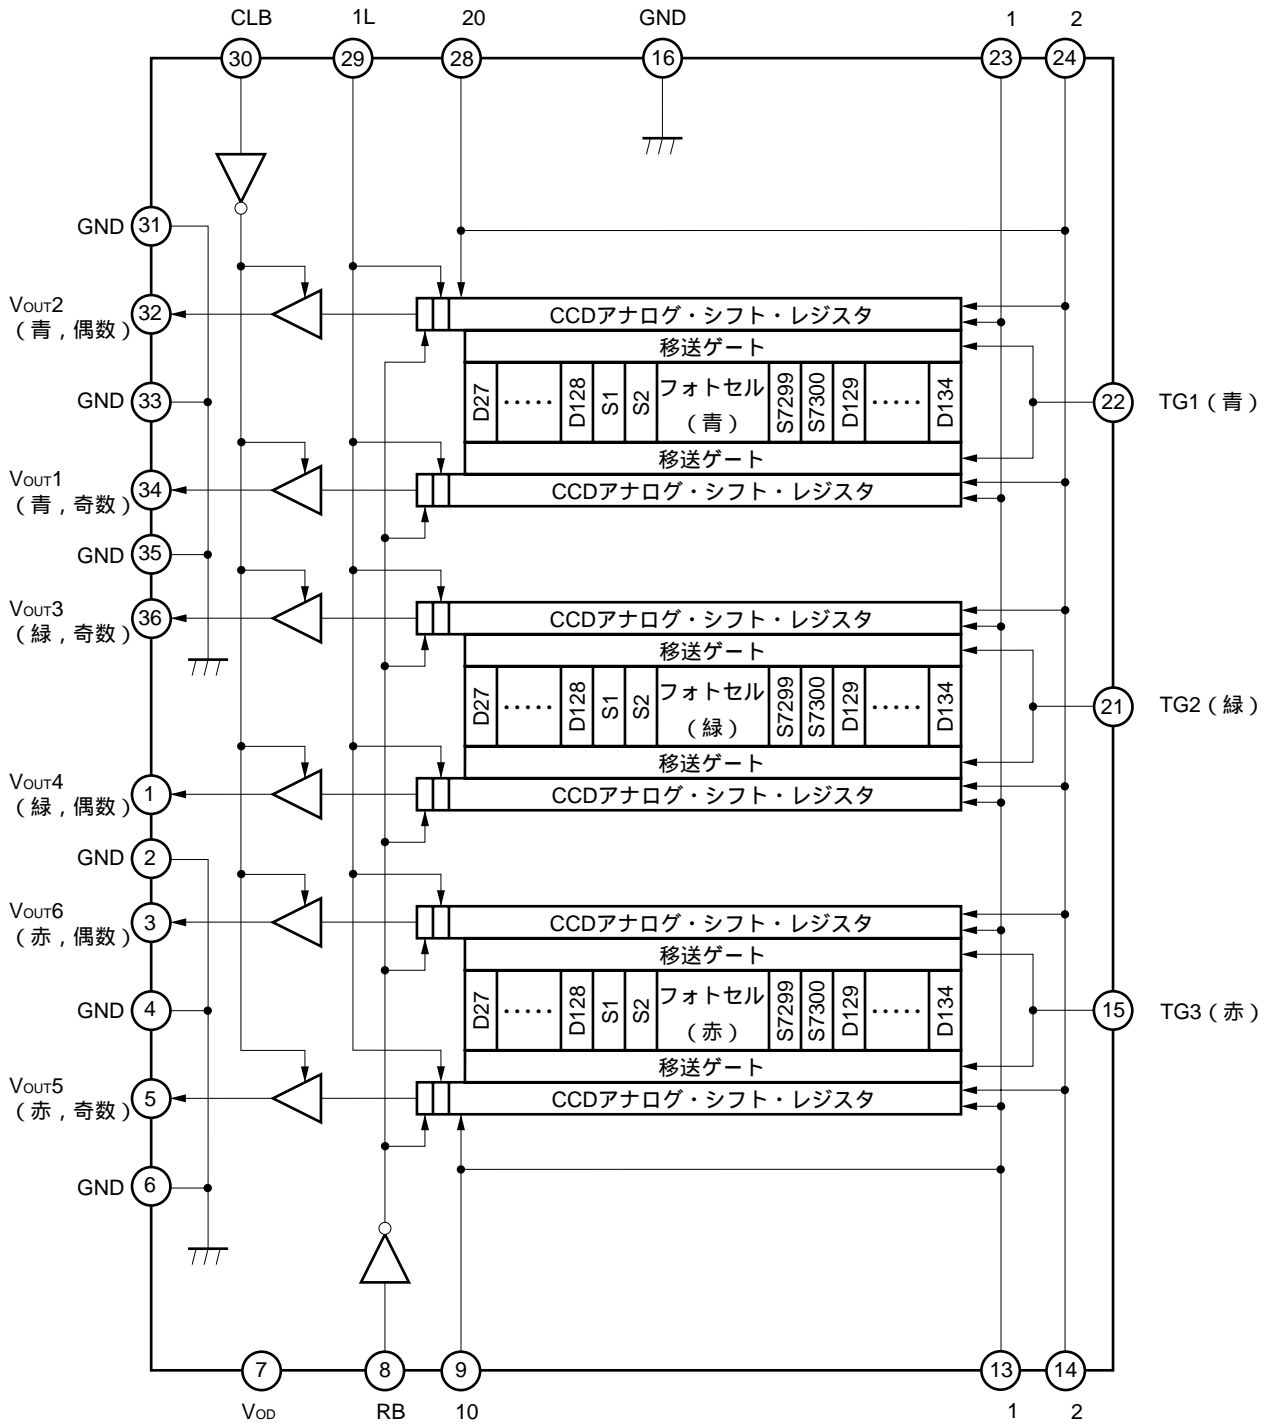 CLB 1L 20 GND 1 2
30 29 28 16 23 24
GND 31
VOUT2 32
（青，偶数）
CCDアナログ・シフト・レジスタ
移送ゲート
D27 ····· D128 S1 S2 フォトセル S7299 S7300 D129 ····· D134
（青）
GND 33
22 TG1（青）
移送ゲート
VOUT1 34
（青，奇数）
CCDアナログ・シフト・レジスタ
GND 35
VOUT3 36
（緑，奇数）
CCDアナログ・シフト・レジスタ
移送ゲート
D27 ····· D128 S1 S2 フォトセル S7299 S7300 D129 ····· D134
（緑）
21 TG2（緑）
移送ゲート
VOUT4 1
（緑，偶数）
CCDアナログ・シフト・レジスタ
GND 2
VOUT6 3
（赤，偶数）
CCDアナログ・シフト・レジスタ
移送ゲート
D27 ····· D128 S1 S2 フォトセル S7299 S7300 D129 ····· D134
（赤）
GND 4
15 TG3（赤）
移送ゲート
VOUT5 5
（赤，奇数）
CCDアナログ・シフト・レジスタ
GND 6
7 8 9 13 14
VOD RB 10 1 2